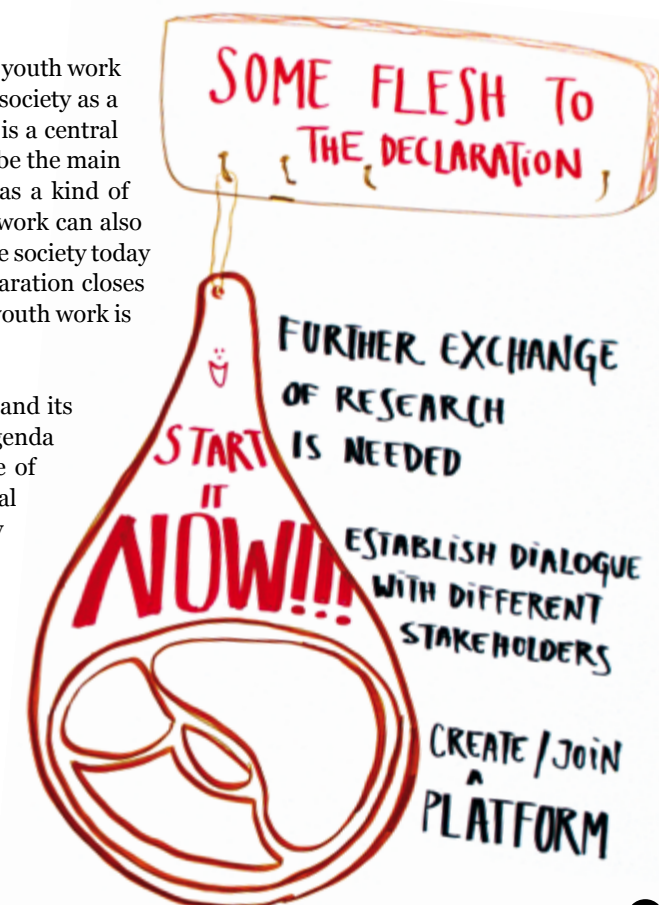 youth work
society as a
is a central
be the main
as a kind of
work can also
society today
aration closes
youth work is
and its
genda
of
SOME FLESH TO
THE DECLARATION
START
IT
NOW!!!
FURTHER EXCHANGE
OF RESEARCH
IS NEEDED
ESTABLISH DIALOGUE
WITH DIFFERENT
STAKEHOLDERS
CREATE/JOIN
A
PLATFORM